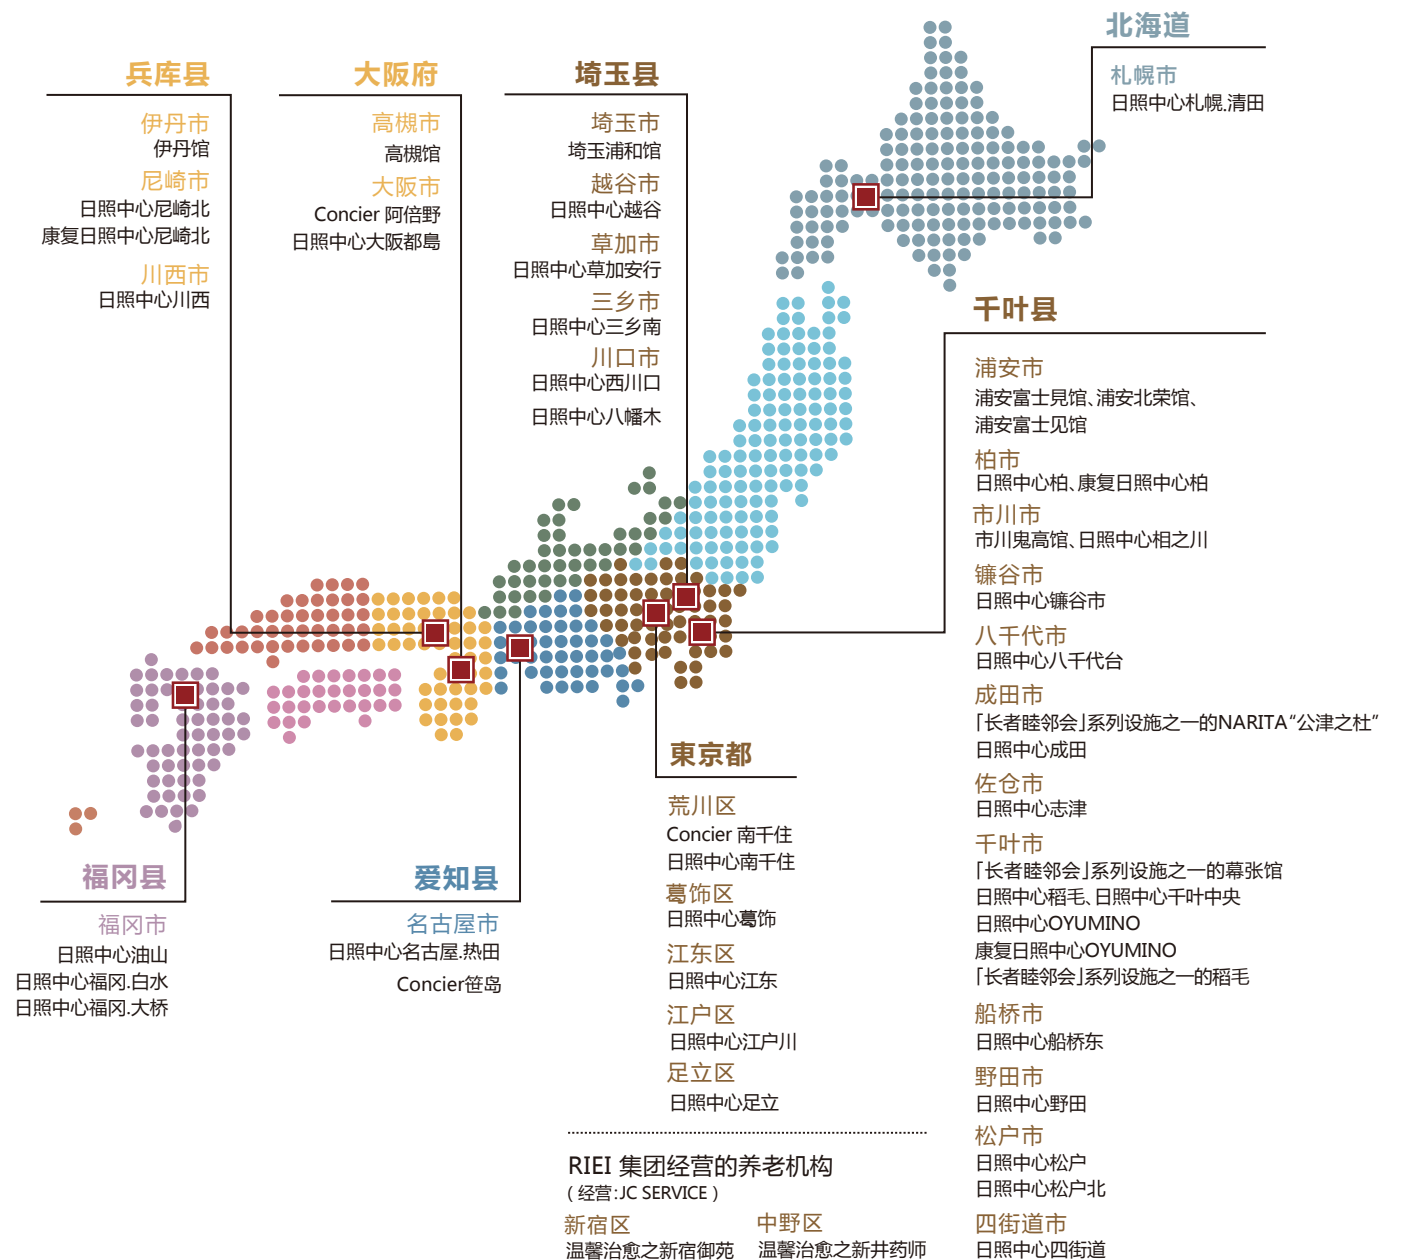 兵库县
伊丹市
伊丹馆
尼崎市
日照中心尼崎北
康复日照中心尼崎北
川西市
日照中心川西
大阪府
高槻市
高槻馆
大阪市
Concier 阿倍野
日照中心大阪都島
埼玉县
埼玉市
埼玉浦和馆
越谷市
日照中心越谷
草加市
日照中心草加安行
三乡市
日照中心三乡南
川口市
日照中心西川口
日照中心八幡木
北海道
札幌市
日照中心札幌.清田
千叶县
浦安市
浦安富士見馆、浦安北荣馆、
浦安富士见馆
柏市
日照中心柏、康复日照中心柏
市川市
市川鬼高馆、日照中心相之川
镰谷市
日照中心镰谷市
八千代市
日照中心八千代台
成田市
「长者睦邻会」系列设施之一的NARITA“公津之杜”
日照中心成田
佐仓市
日照中心志津
千叶市
「长者睦邻会」系列设施之一的幕张馆
日照中心稻毛、日照中心千叶中央
日照中心OYUMINO
康复日照中心OYUMINO
「长者睦邻会」系列设施之一的稻毛
船桥市
日照中心船桥东
野田市
日照中心野田
松户市
日照中心松户
日照中心松户北
四街道市
日照中心四街道
福冈县
福冈市
日照中心油山
日照中心福冈.白水
日照中心福冈.大桥
爱知县
名古屋市
日照中心名古屋.热田
Concier笹岛
東京都
荒川区
Concier 南千住
日照中心南千住
葛饰区
日照中心葛饰
江东区
日照中心江东
江户区
日照中心江户川
足立区
日照中心足立
RIEI 集团经营的养老机构
( 经营:JC SERVICE )
新宿区
温馨治愈之新宿御苑
中野区
温馨治愈之新井药师